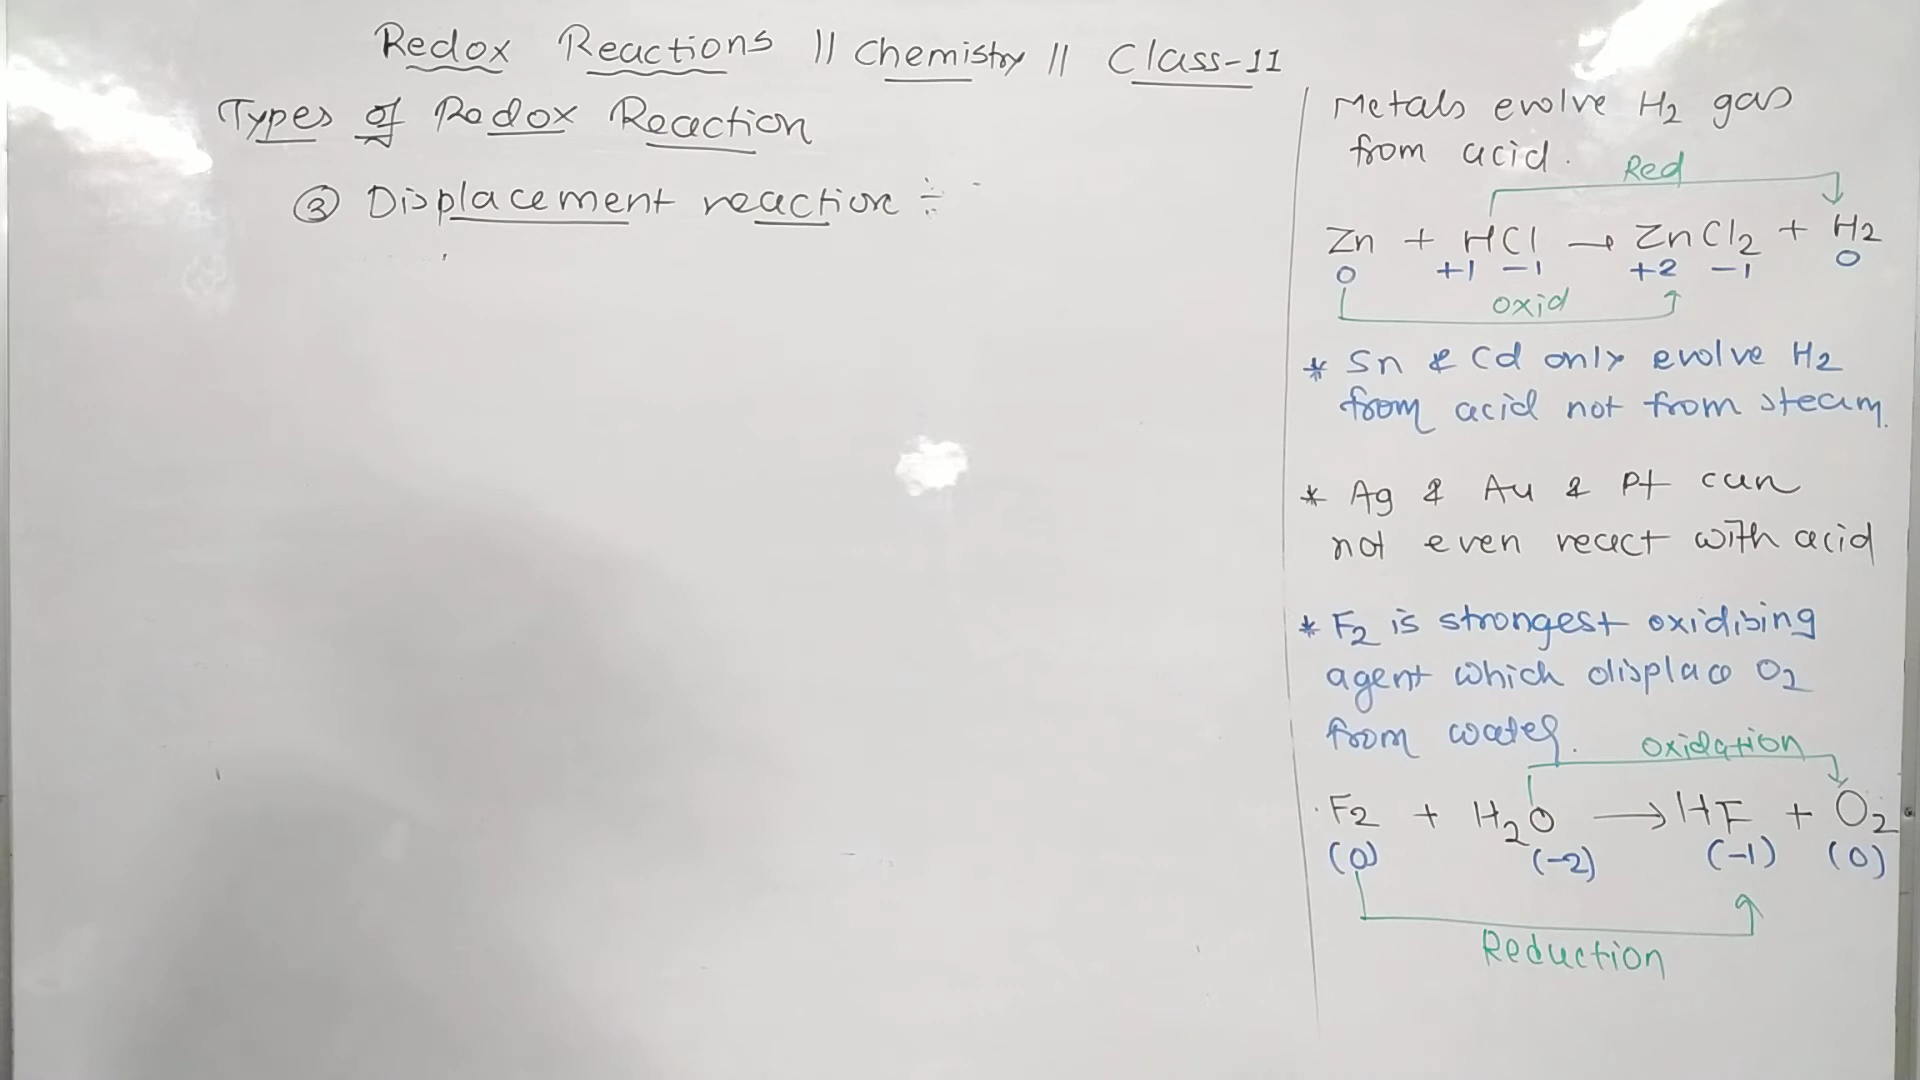 Redox Reactions || Chemistry || Class-11
Types of Redox Reaction
③ Displacement reaction ÷
Metals evolve H2 gas
from acid.
Red
Zn + HCl → ZnCl2 + H2
0 +1 -1 +2 -1 0
oxid
* Sn & Cd only evolve H2
from acid not from steam.
* Ag & Au & Pt can
not even react with acid
* F2 is strongest oxidising
agent which displace O2
from water.
oxidation
F2 + H2O → HF + O2
(0) (-2) (-1) (0)
Reduction